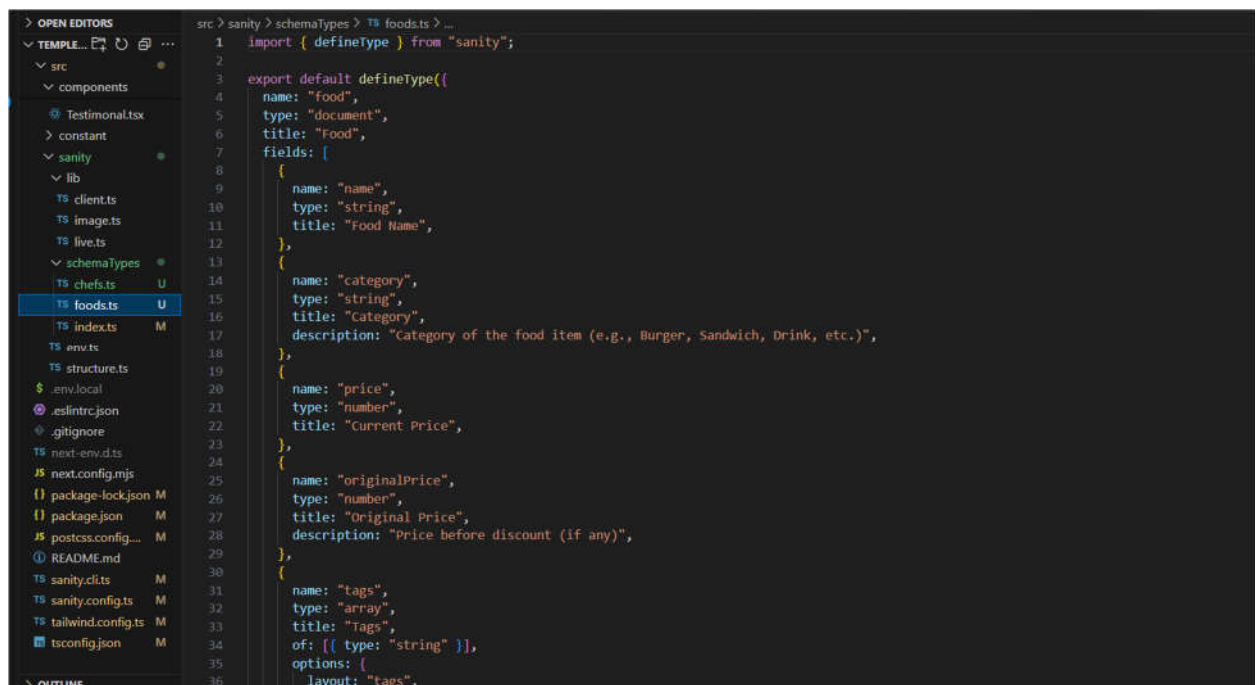 OPEN EDITORS
TEMPLE...
src
components
Testimonal.tsx
constant
sanity
lib
TS client.ts
TS image.ts
TS live.ts
schemaTypes
TS chefs.ts U
TS foods.ts U
TS index.ts M
TS env.ts
TS structure.ts
$ .env.local
.eslintrc.json
.gitignore
TS next-env.d.ts
JS next.config.mjs
{} package-lock.json M
{} package.json M
JS postcss.config.... M
README.md
TS sanity.cli.ts M
TS sanity.config.ts M
TS tailwind.config.ts M
tsconfig.json M
OUTLINE
src > sanity > schemaTypes > TS foods.ts > ...
1 import { defineType } from "sanity";
2
3 export default defineType({
4 name: "food",
5 type: "document",
6 title: "Food",
7 fields: [
8 {
9 name: "name",
10 type: "string",
11 title: "Food Name",
12 },
13 {
14 name: "category",
15 type: "string",
16 title: "Category",
17 description: "Category of the food item (e.g., Burger, Sandwich, Drink, etc.)",
18 },
19 {
20 name: "price",
21 type: "number",
22 title: "Current Price",
23 },
24 {
25 name: "originalPrice",
26 type: "number",
27 title: "Original Price",
28 description: "Price before discount (if any)",
29 },
30 {
31 name: "tags",
32 type: "array",
33 title: "Tags",
34 of: [{ type: "string" }],
35 options: {
36 layout: "tags",